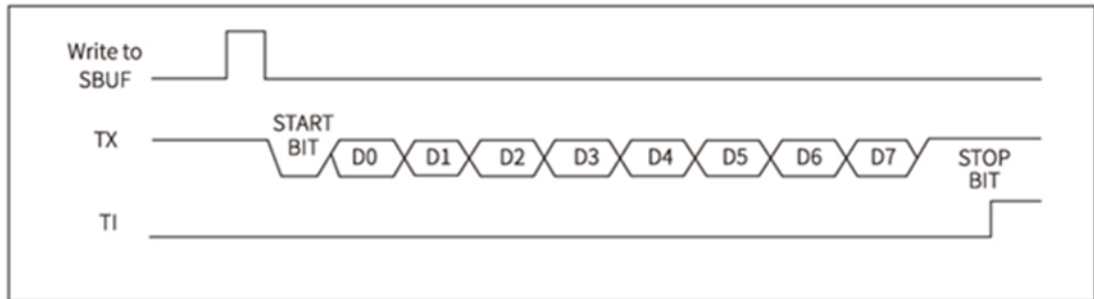 Write to
SBUF
TX
START
BIT
D0 D1 D2 D3 D4 D5 D6 D7
STOP
BIT
TI